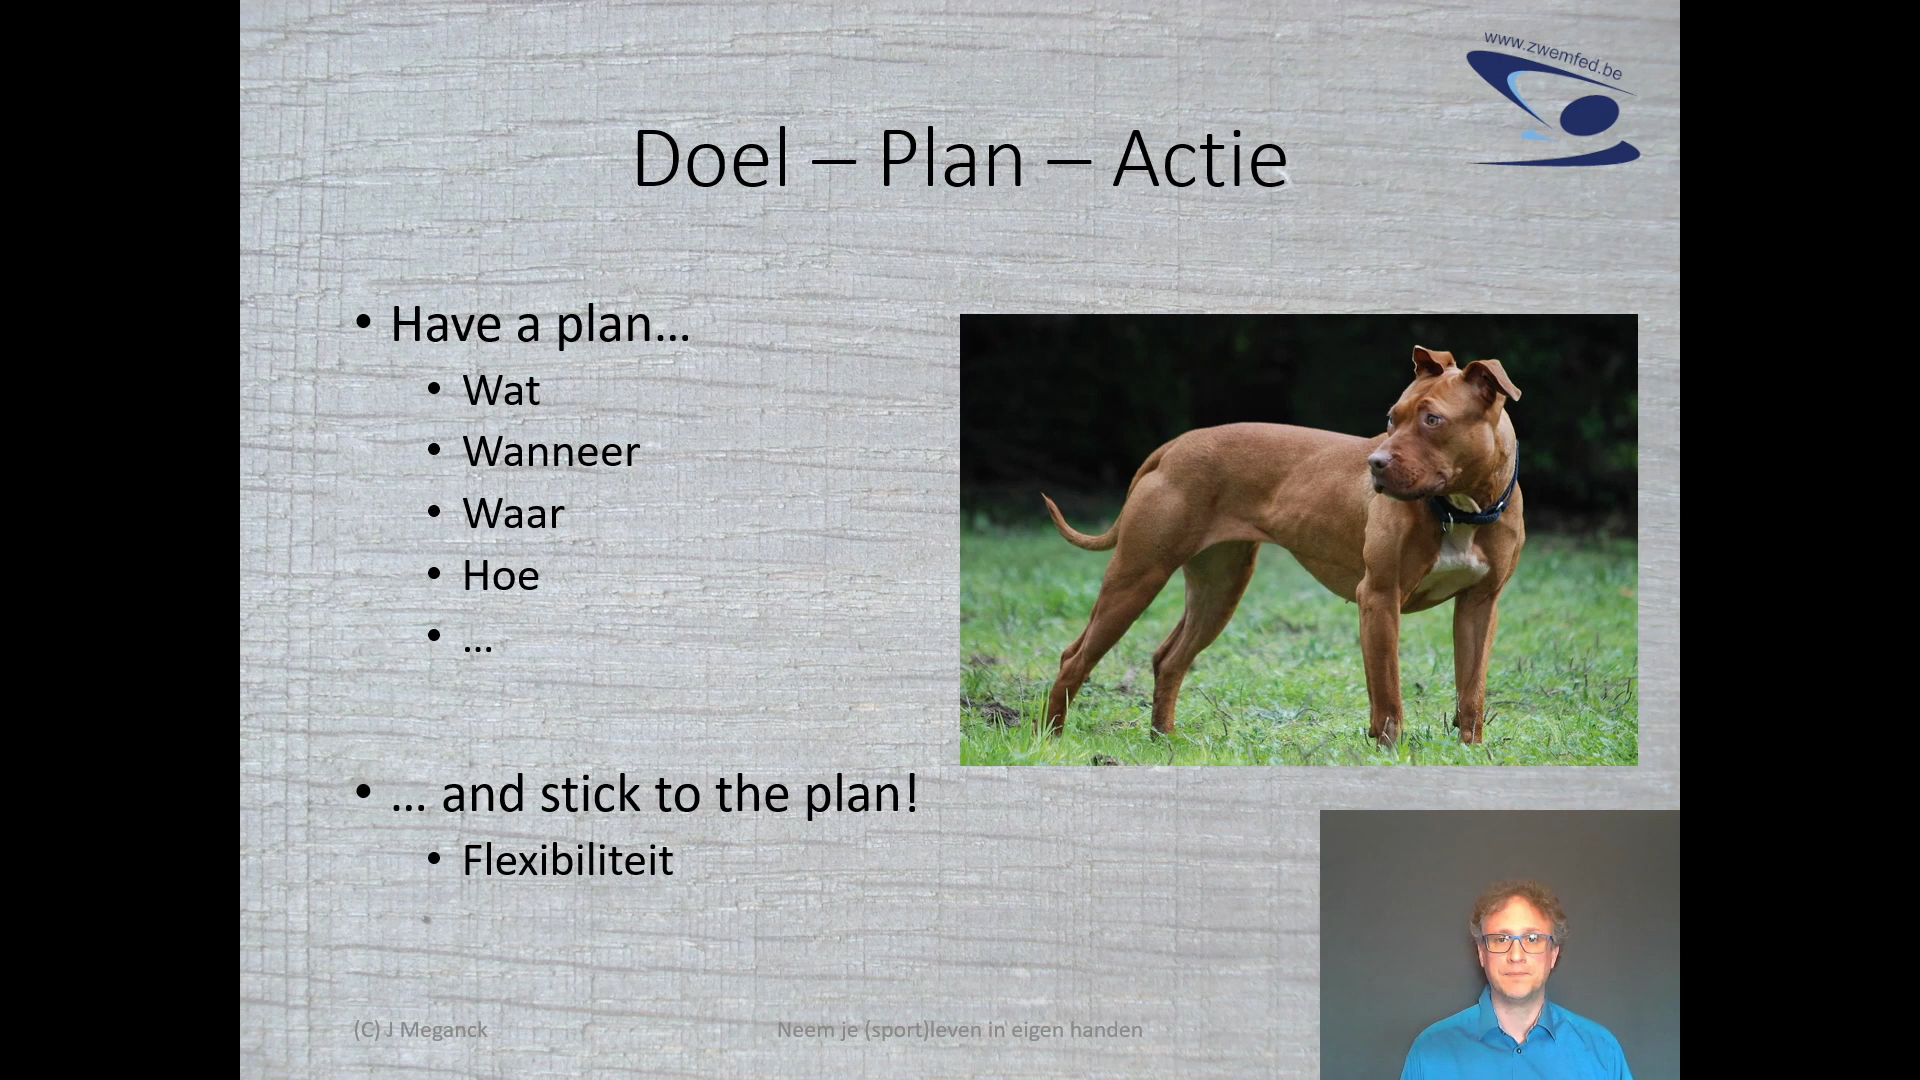 www.zwemfed.be
Doel – Plan – Actie
• Have a plan…
• Wat
• Wanneer
• Waar
• Hoe
• …
• … and stick to the plan!
• Flexibiliteit
(C) J Meganck
Neem je (sport)leven in eigen handen